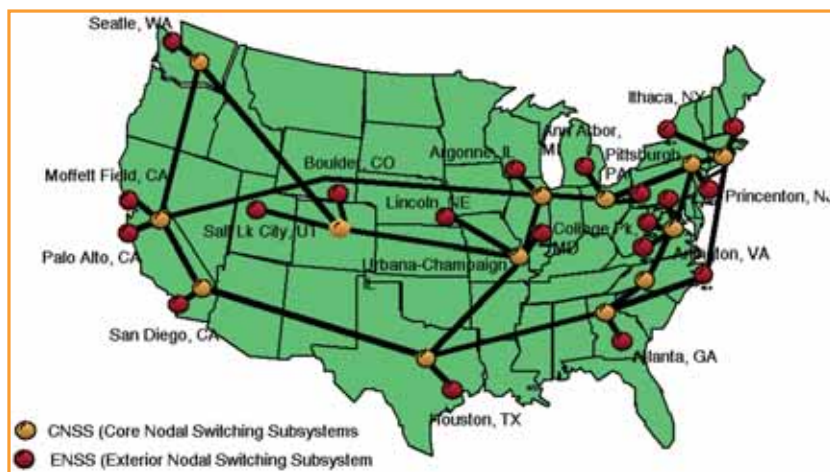 Seatle, WA
Ithaca, NY
Ann Arbor,
MI
Argonne, IL
Pittsburgh
PA
Boulder, CO
Moffett Field, CA
Lincoln, NE
Princenton, NJ
Salt Lk City, UT
College Pk,
MD
Palo Alto, CA
Urbana-Champaign
IL
Arlington, VA
San Diego, CA
Atlanta, GA
Houston, TX
CNSS (Core Nodal Switching Subsystems
ENSS (Exterior Nodal Switching Subsystem